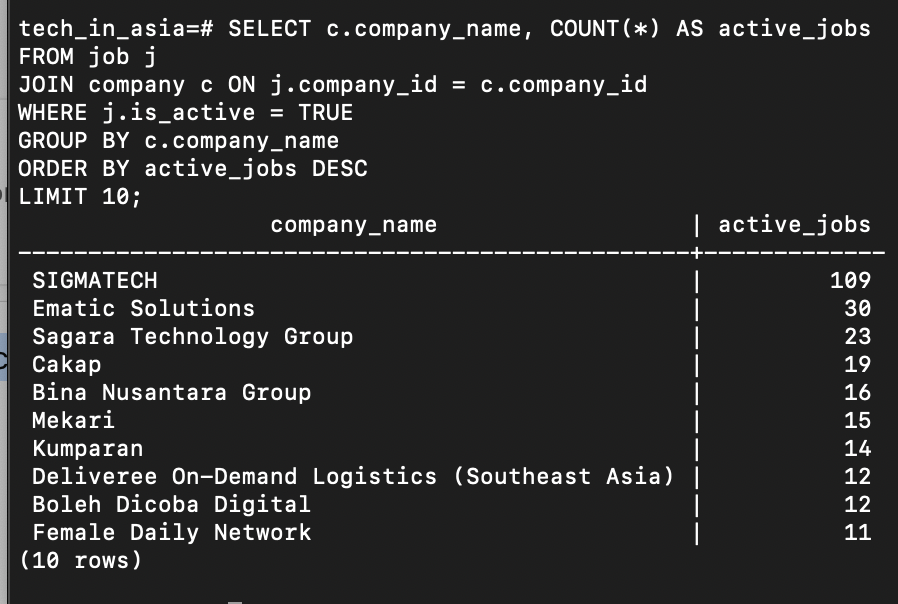 tech_in_asia=# SELECT c.company_name, COUNT(*) AS active_jobs
FROM job j
JOIN company c ON j.company_id = c.company_id
WHERE j.is_active = TRUE
GROUP BY c.company_name
ORDER BY active_jobs DESC
LIMIT 10;
company_name | active_jobs
------------------------------------------------+-------------
SIGMATECH | 109
Ematic Solutions | 30
Sagara Technology Group | 23
Cakap | 19
Bina Nusantara Group | 16
Mekari | 15
Kumparan | 14
Deliveree On-Demand Logistics (Southeast Asia) | 12
Boleh Dicoba Digital | 12
Female Daily Network | 11
(10 rows)